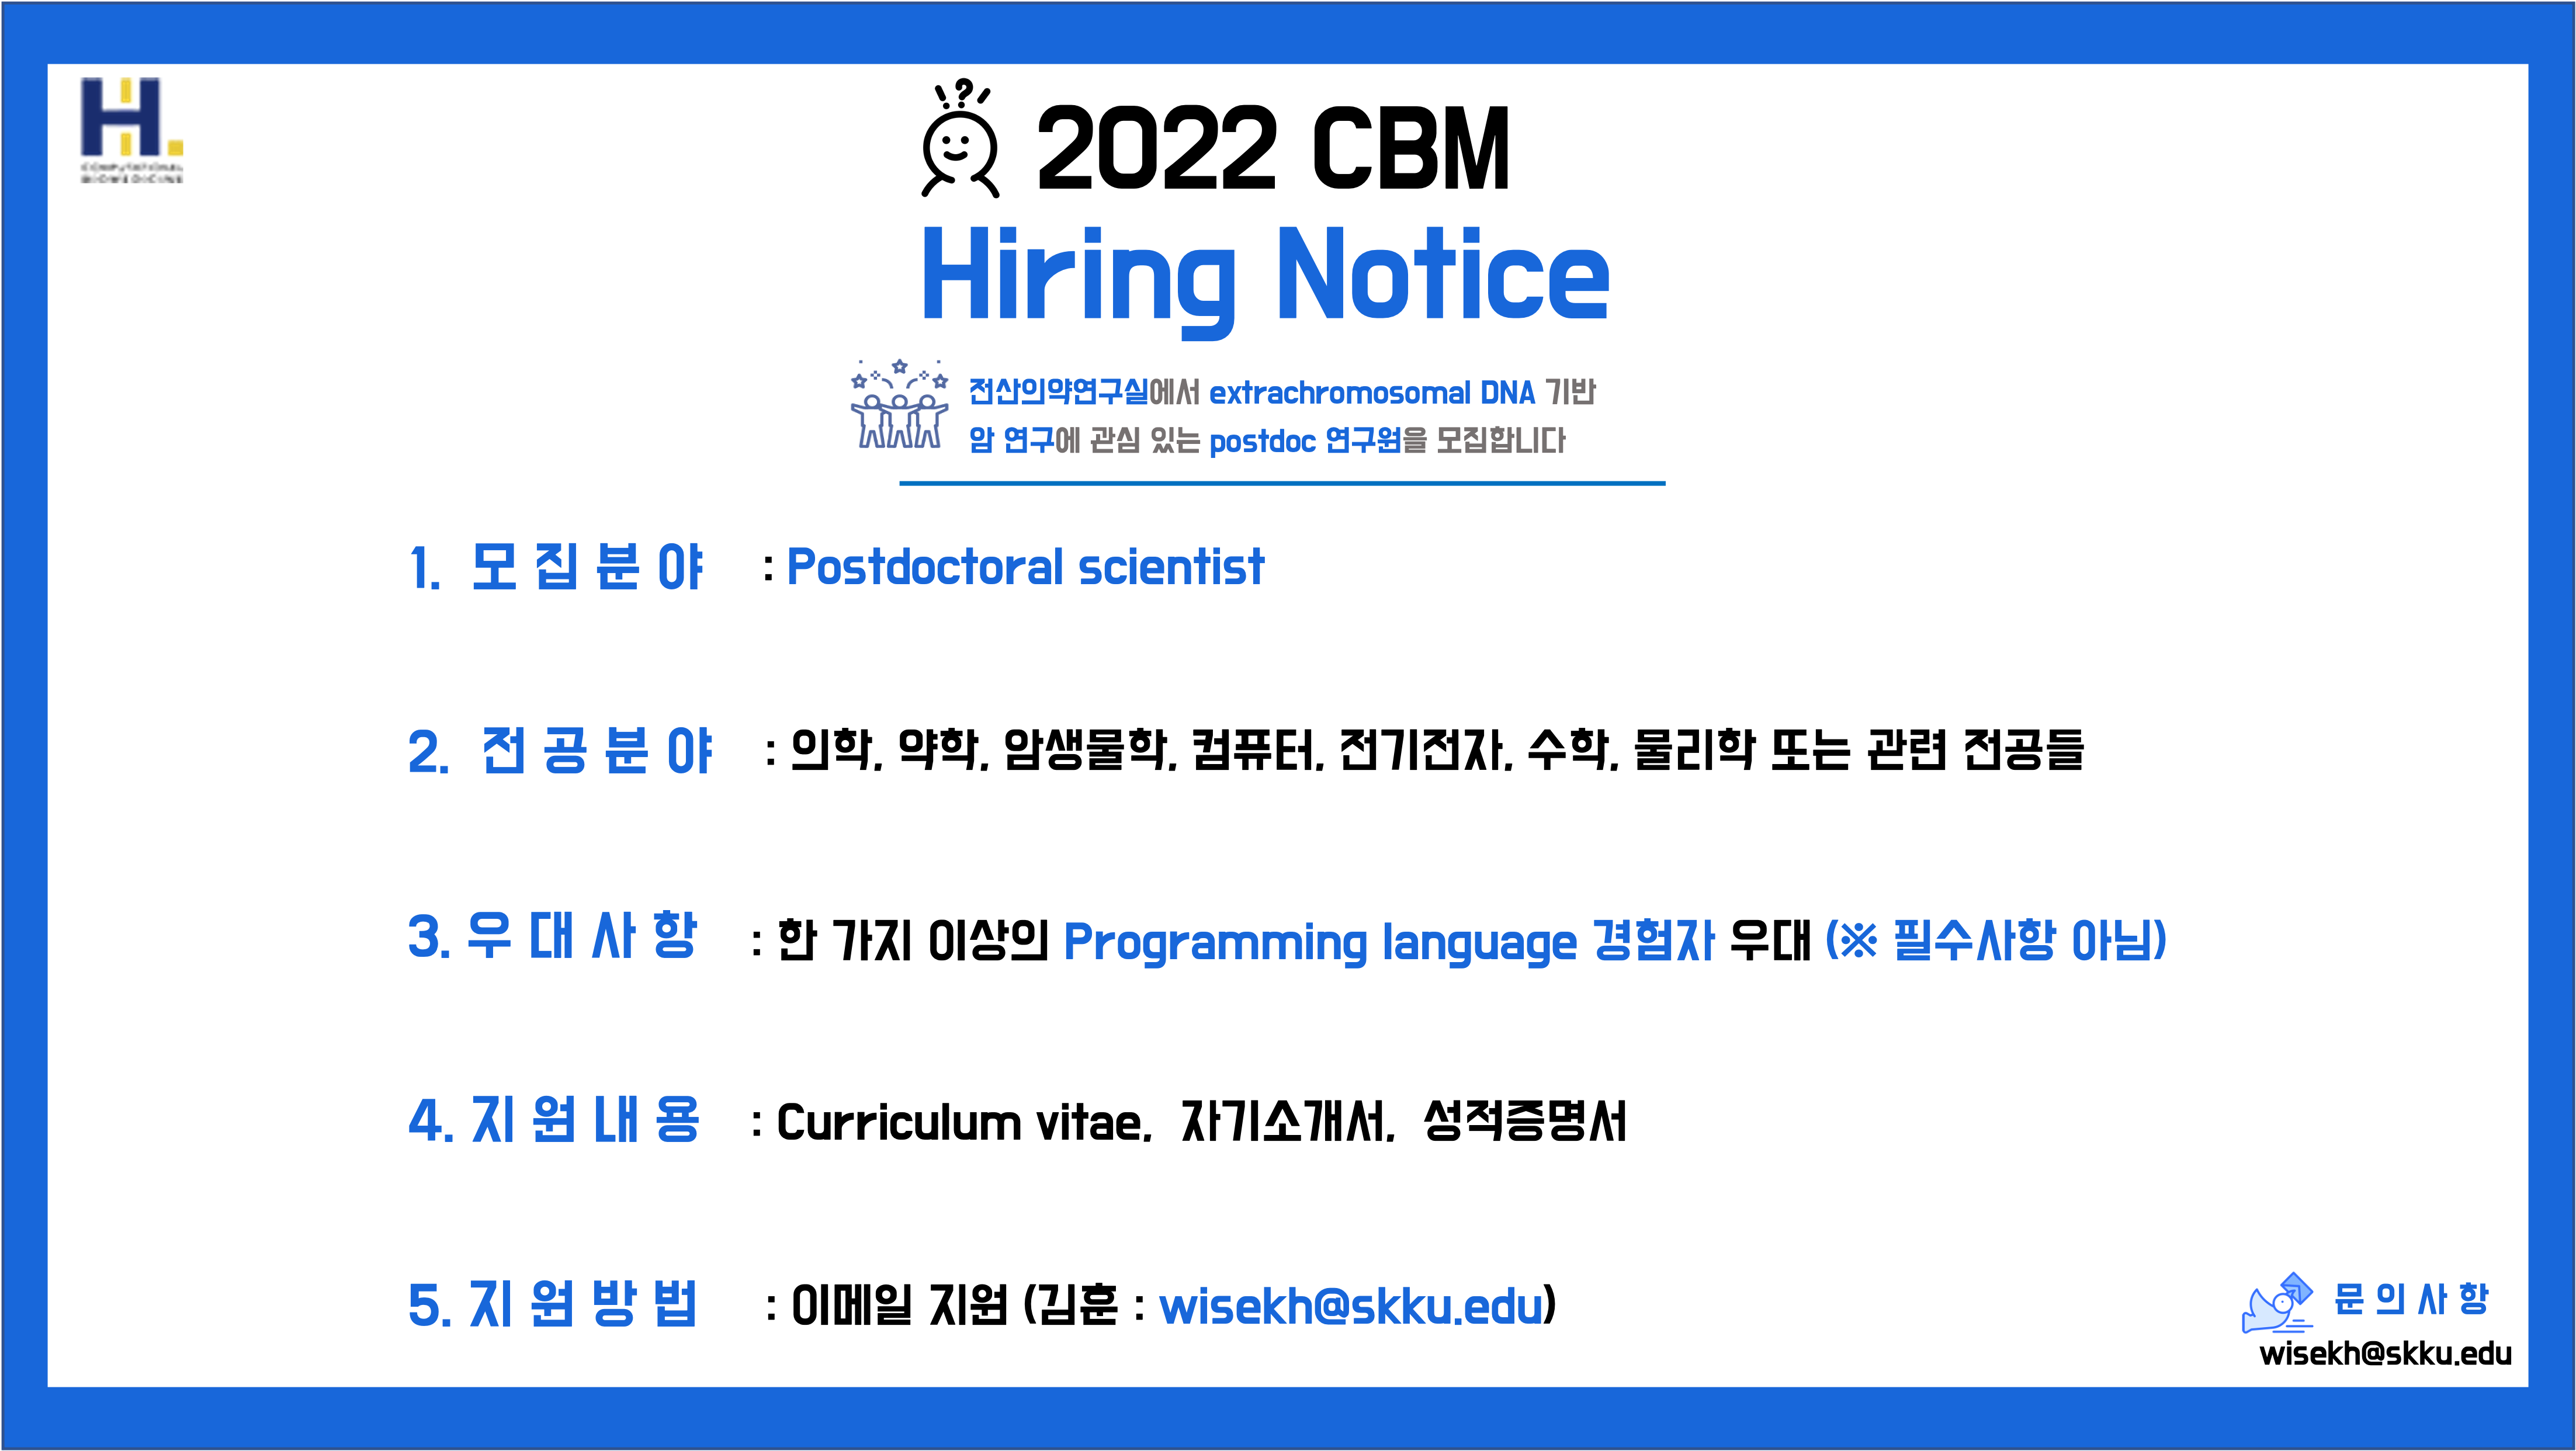 2022 CBM
Hiring Notice
전산의약연구실에서 extrachromosomal DNA 기반
암 연구에 관심 있는 postdoc 연구원을 모집합니다
1. 모 집 분 야 : Postdoctoral scientist
2. 전 공 분 야 : 의학, 약학, 암생물학, 컴퓨터, 전기전자, 수학, 물리학 또는 관련 전공들
3. 우 대 사 항 : 한 가지 이상의 Programming language 경험자 우대 (※ 필수사항 아님)
4. 지 원 내 용 : Curriculum vitae, 자기소개서, 성적증명서
5. 지 원 방 법 : 이메일 지원 (김훈 : wisekh@skku.edu)
문 의 사 항
wisekh@skku.edu